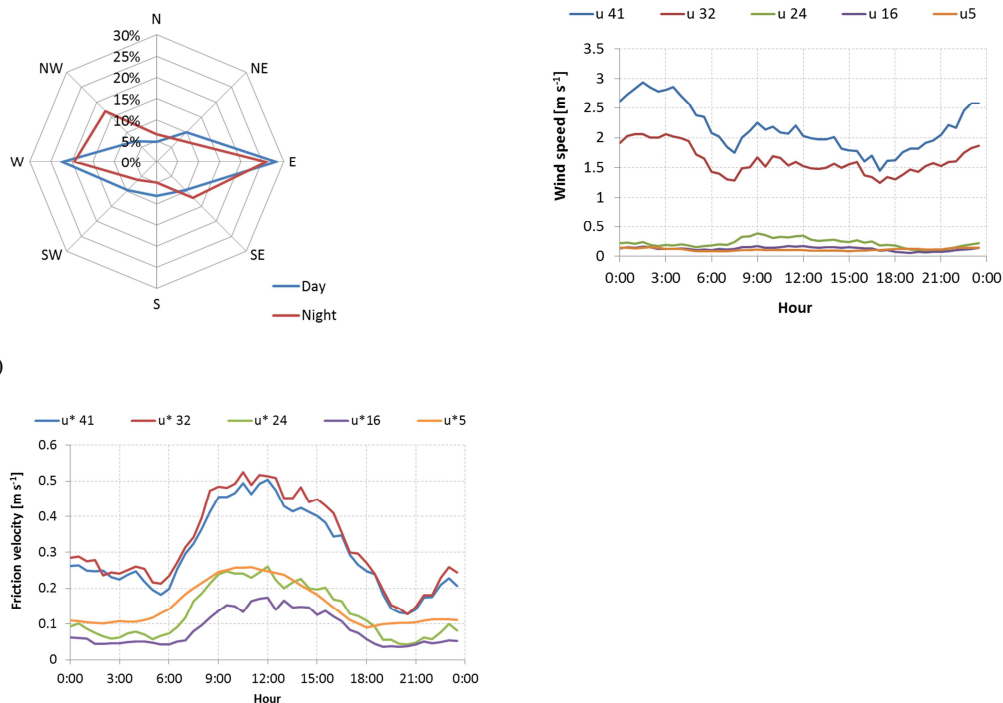 N
30%
25%
20%
15%
10%
5%
0%
NW
NE
W
E
SW
SE
S
Day
Night
u 41
u 32
u 24
u 16
u5
Wind speed [m s-1]
3.5
3
2.5
2
1.5
1
0.5
0
0:00 3:00 6:00 9:00 12:00 15:00 18:00 21:00 0:00
Hour
)
u* 41
u* 32
u* 24
u*16
u*5
Friction velocity [m s-1]
0.6
0.5
0.4
0.3
0.2
0.1
0
0:00 3:00 6:00 9:00 12:00 15:00 18:00 21:00 0:00
Hour